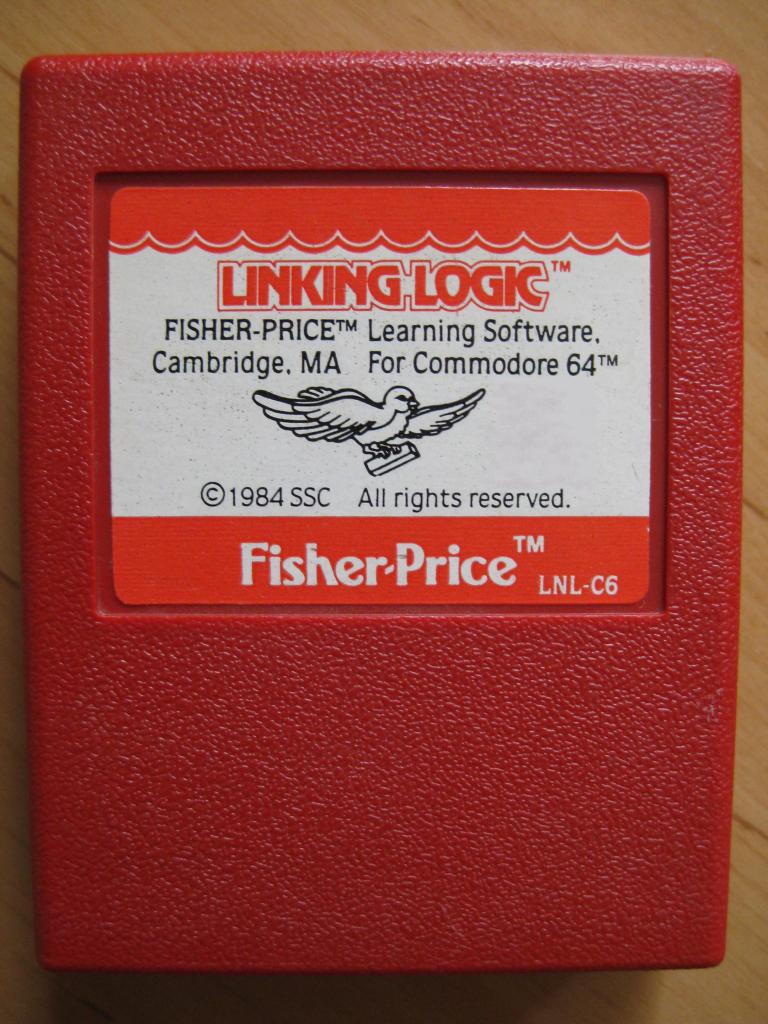 LINKING LOGIC™
FISHER-PRICE™ Learning Software.
Cambridge, MA For Commodore 64™
©1984 SSC All rights reserved.
Fisher-Price™
LNL-C6